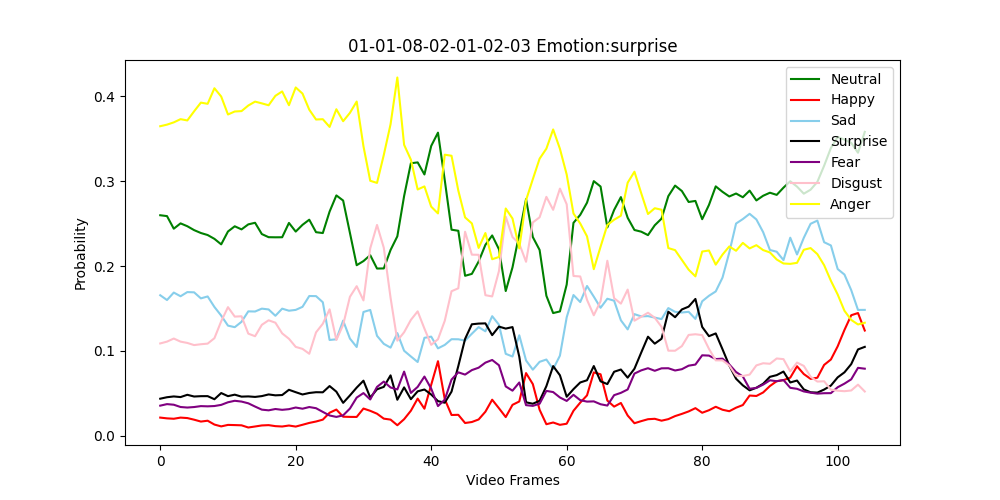 01-01-08-02-01-02-03 Emotion:surprise
Neutral
Happy
Sad
Surprise
Fear
Disgust
Anger
Probability
0.4
0.3
0.2
0.1
0.0
0 20 40 60 80 100
Video Frames